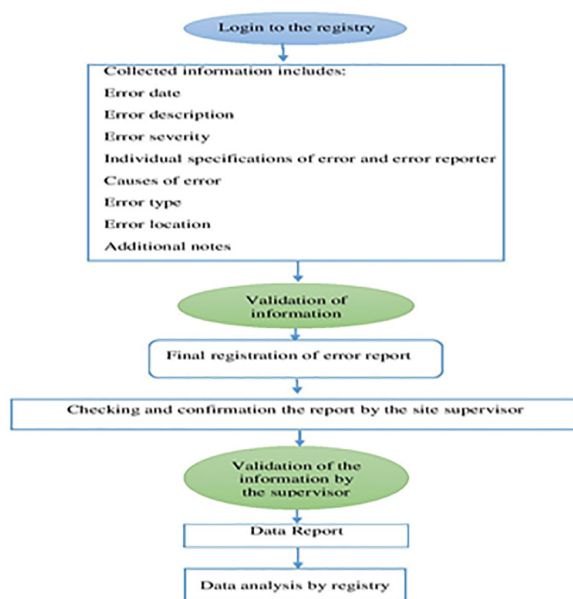 Login to the registry
Collected information includes:
Error date
Error description
Error severity
Individual specifications of error and error reporter
Causes of error
Error type
Error location
Additional notes
Validation of
information
Final registration of error report
Checking and confirmation the report by the site supervisor
Validation of the
information by
the supervisor
Data Report
Data analysis by registry